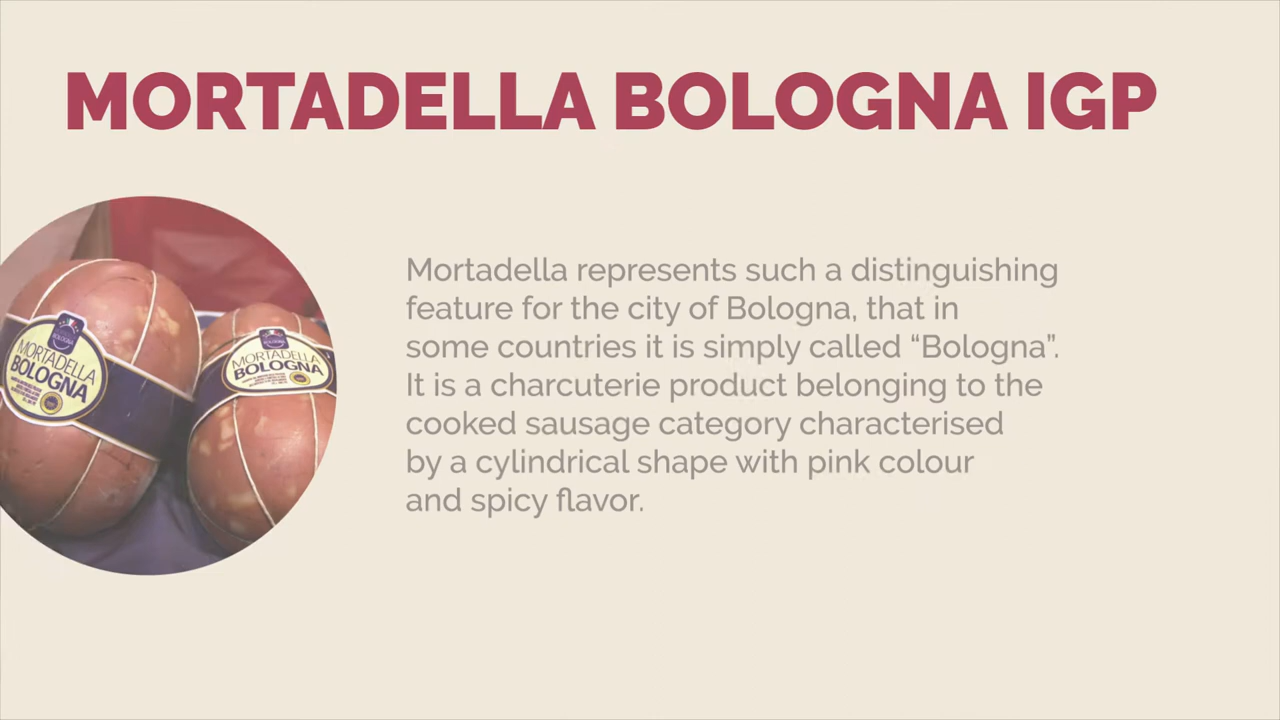 MORTADELLA BOLOGNA IGP
Mortadella represents such a distinguishing
feature for the city of Bologna, that in
some countries it is simply called “Bologna”.
It is a charcuterie product belonging to the
cooked sausage category characterised
by a cylindrical shape with pink colour
and spicy flavor.
BOLOGNA
MORTADELLA
BOLOGNA
MORTADELLA
BOLOGNA